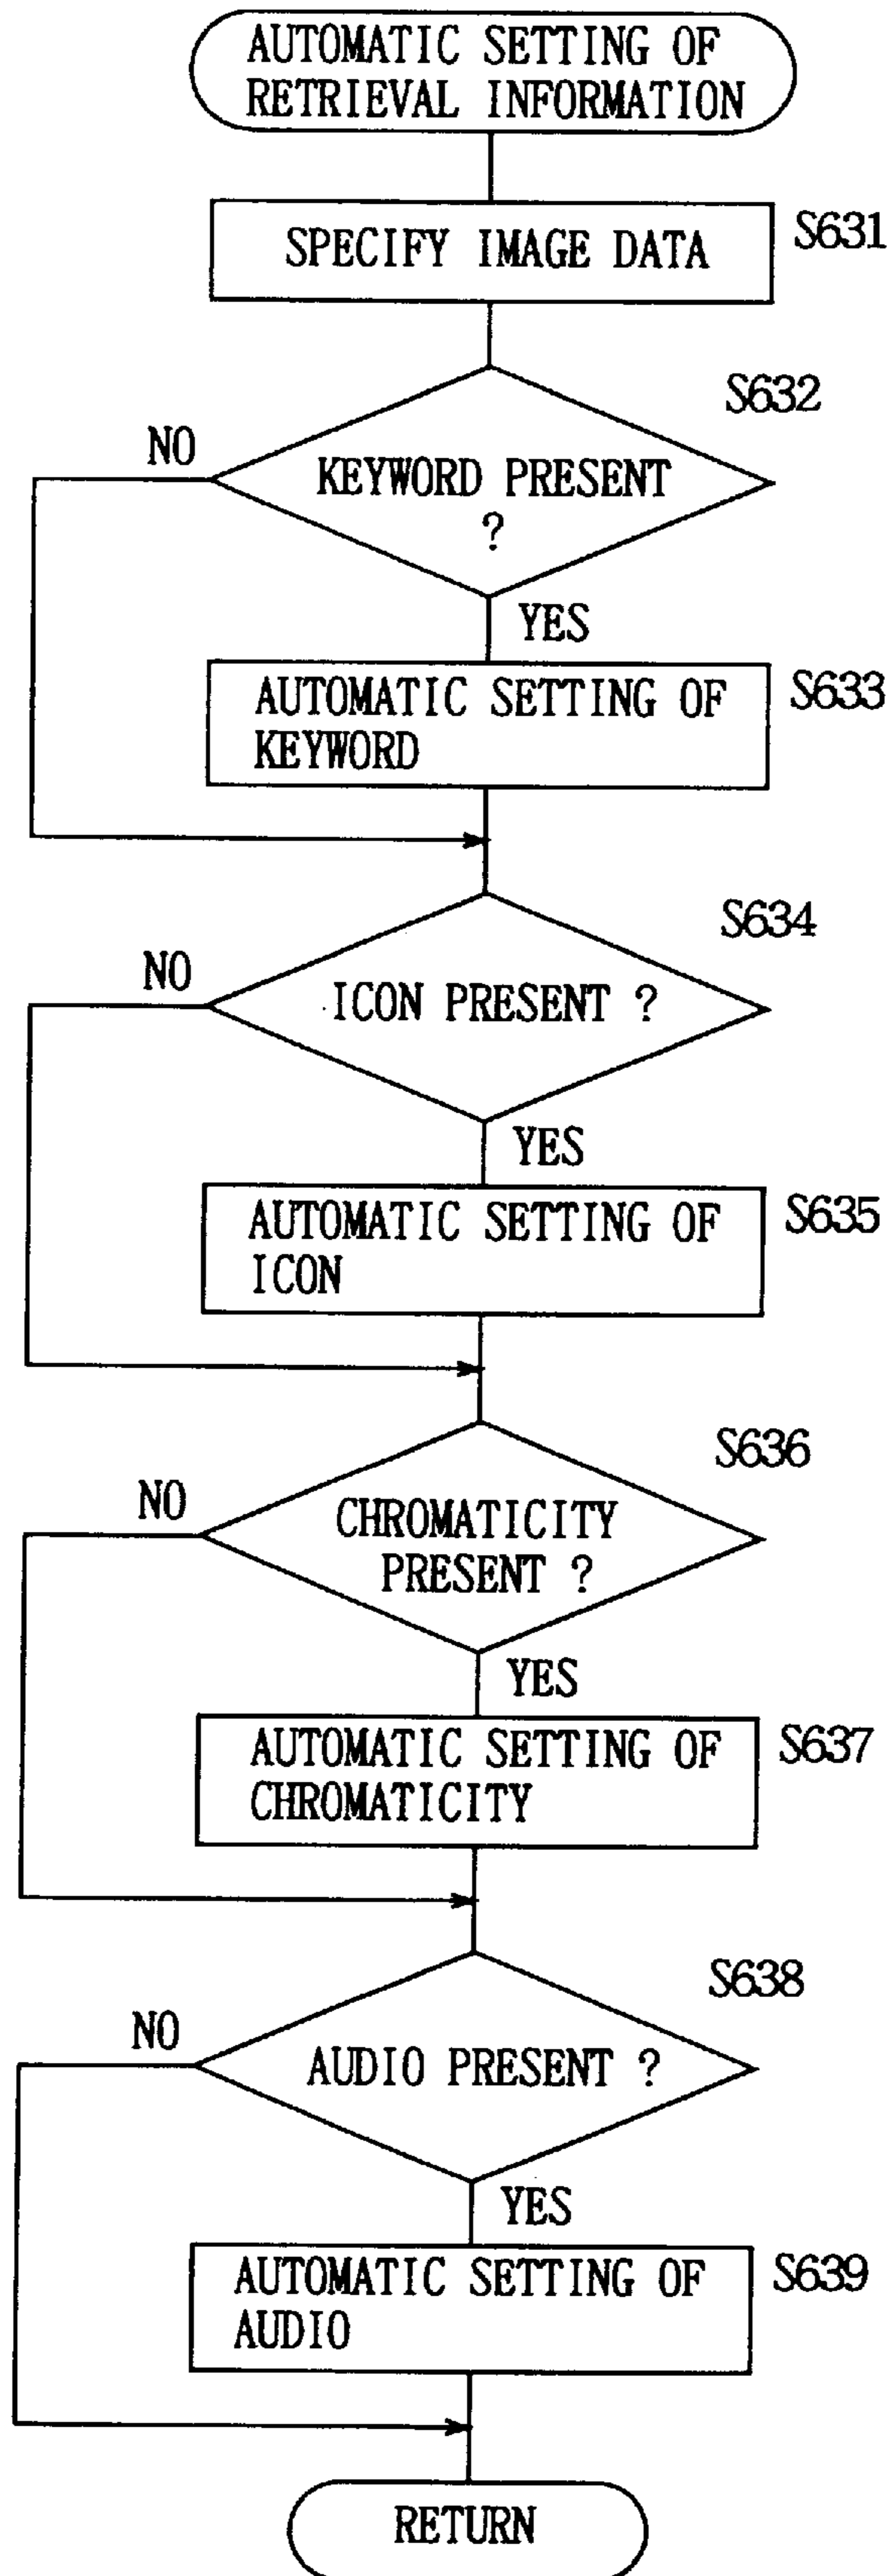 AUTOMATIC SETTING OF
RETRIEVAL INFORMATION
SPECIFY IMAGE DATA
S631
S632
NO
KEYWORD PRESENT
?
YES
AUTOMATIC SETTING OF
KEYWORD
S633
S634
NO
ICON PRESENT ?
YES
AUTOMATIC SETTING OF
ICON
S635
S636
NO
CHROMATICITY
PRESENT ?
YES
AUTOMATIC SETTING OF
CHROMATICITY
S637
S638
NO
AUDIO PRESENT ?
YES
AUTOMATIC SETTING OF
AUDIO
S639
RETURN